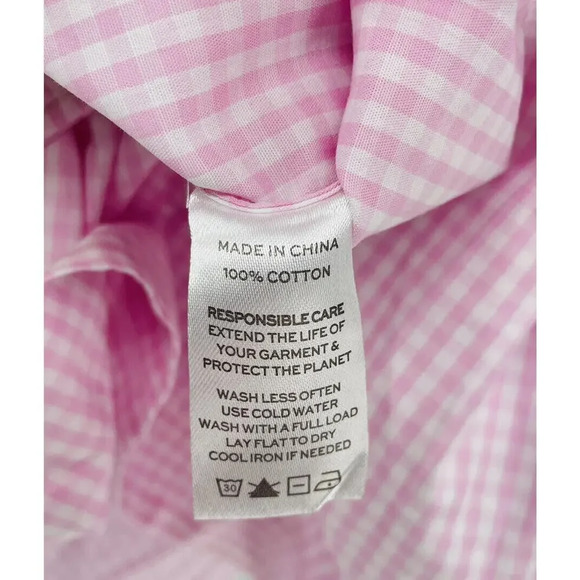 MADE IN CHINA
100% COTTON
RESPONSIBLE CARE
EXTEND THE LIFE OF
YOUR GARMENT &
PROTECT THE PLANET
WASH LESS OFTEN
USE COLD WATER
WASH WITH A FULL LOAD
LAY FLAT TO DRY
COOL IRON IF NEEDED
30